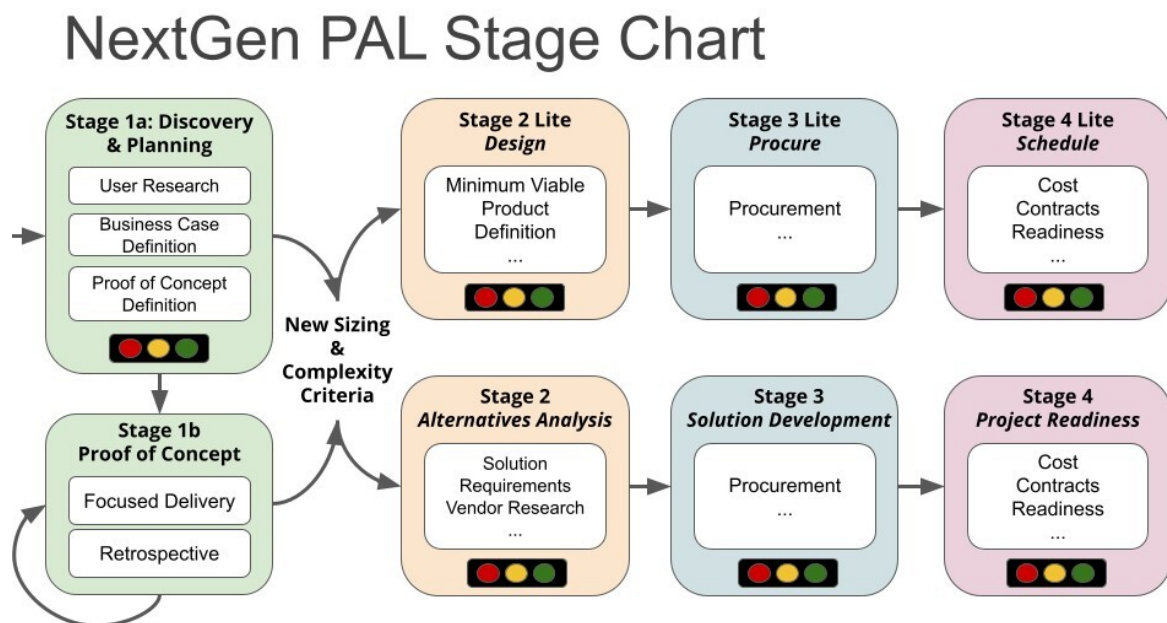 NextGen PAL Stage Chart
Stage 1a: Discovery
& Planning
User Research
Business Case
Definition
Proof of Concept
Definition
Stage 1b
Proof of Concept
Focused Delivery
Retrospective
New Sizing
&
Complexity
Criteria
Stage 2 Lite
Design
Minimum Viable
Product
Definition
...
Stage 3 Lite
Procure
Procurement
...
Stage 4 Lite
Schedule
Cost
Contracts
Readiness
...
Stage 2
Alternatives Analysis
Solution
Requirements
Vendor Research
...
Stage 3
Solution Development
Procurement
...
Stage 4
Project Readiness
Cost
Contracts
Readiness
...